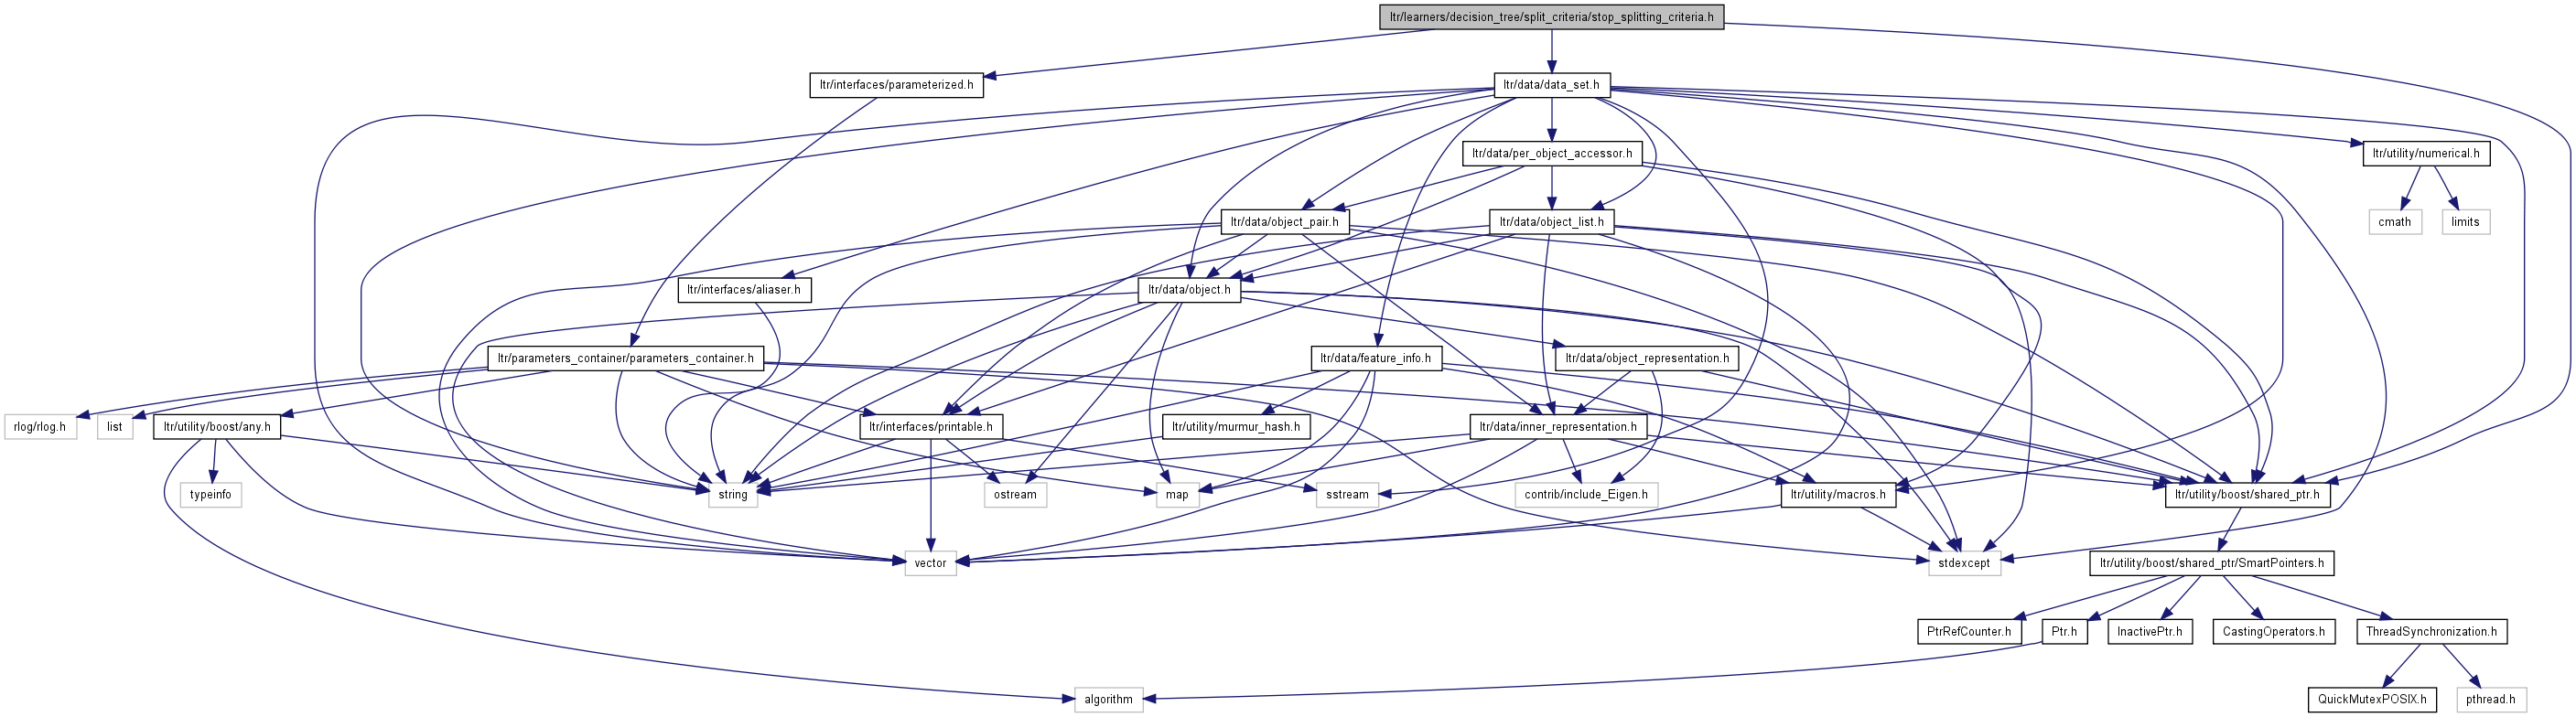 ltr/learners/decision_tree/split_criteria/stop_splitting_criteria.h
ltr/interfaces/parameterized.h
ltr/data/data_set.h
ltr/data/per_object_accessor.h
ltr/utility/numerical.h
ltr/data/object_pair.h
ltr/data/object_list.h
cmath
limits
ltr/interfaces/aliaser.h
ltr/data/object.h
ltr/parameters_container/parameters_container.h
ltr/data/feature_info.h
ltr/data/object_representation.h
rlog/rlog.h
list
ltr/utility/boost/any.h
ltr/interfaces/printable.h
ltr/utility/murmur_hash.h
ltr/data/inner_representation.h
typeinfo
string
ostream
map
sstream
contrib/include_Eigen.h
ltr/utility/macros.h
ltr/utility/boost/shared_ptr.h
vector
stdexcept
ltr/utility/boost/shared_ptr/SmartPointers.h
PtrRefCounter.h
Ptr.h
InactivePtr.h
CastingOperators.h
ThreadSynchronization.h
algorithm
QuickMutexPOSIX.h
pthread.h